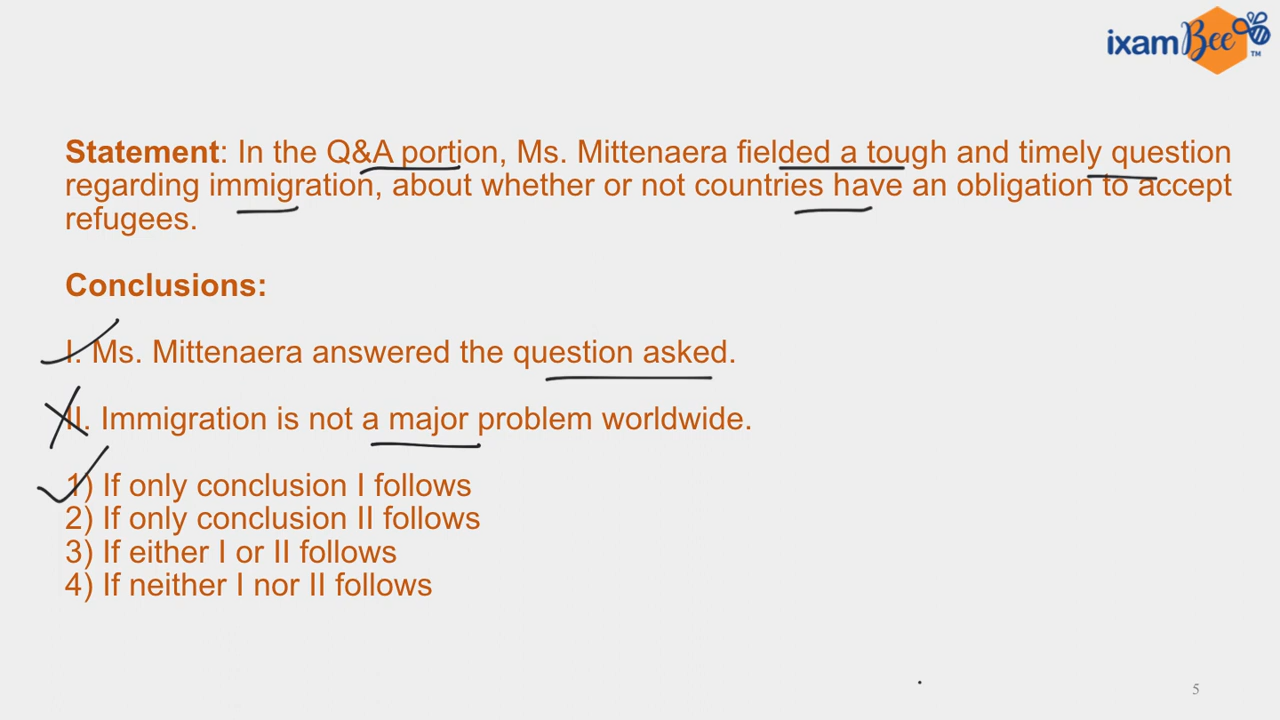 ixamBee™
Statement: In the Q&A portion, Ms. Mittenaera fielded a tough and timely question
regarding immigration, about whether or not countries have an obligation to accept
refugees.
Conclusions:
I. Ms. Mittenaera answered the question asked.
II. Immigration is not a major problem worldwide.
1) If only conclusion I follows
2) If only conclusion II follows
3) If either I or II follows
4) If neither I nor II follows
5